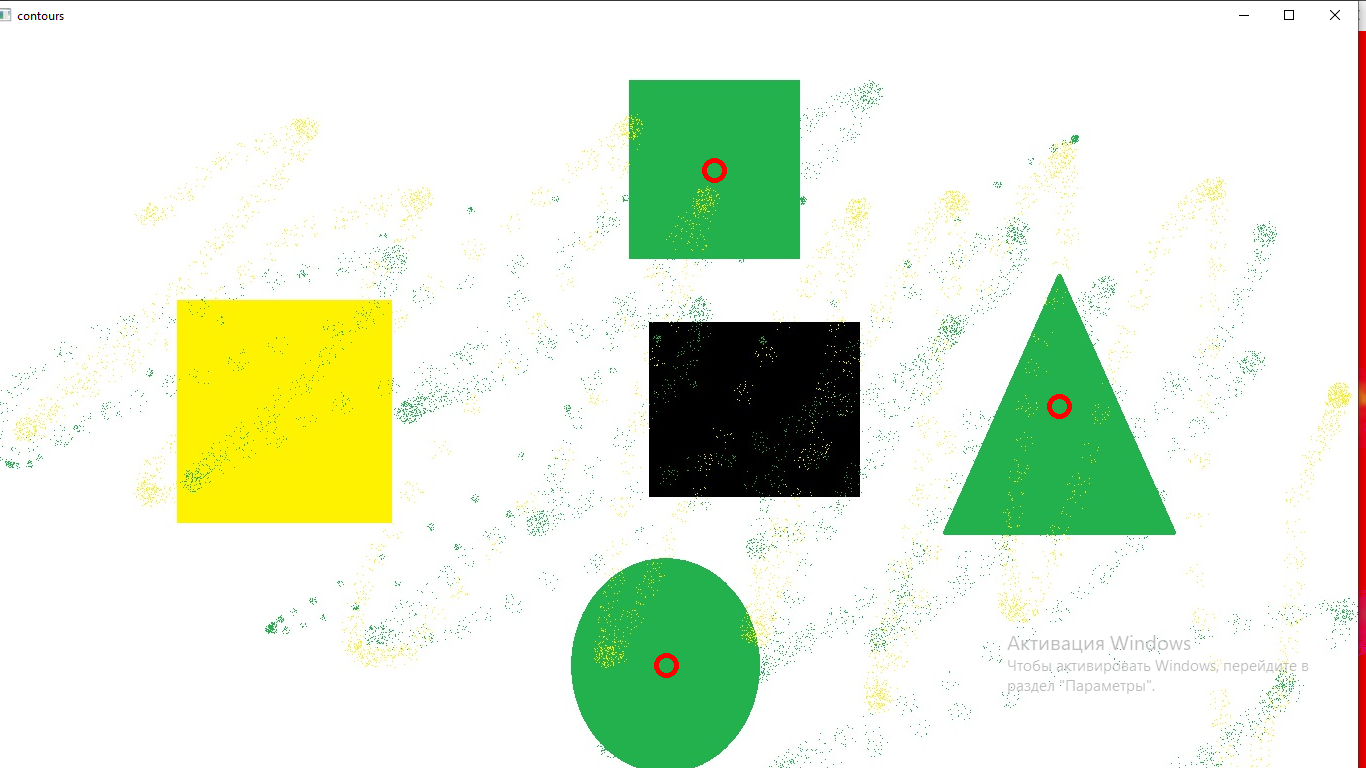 contours
Активация Windows
Чтобы активировать Windows, перейдите в
раздел "Параметры".